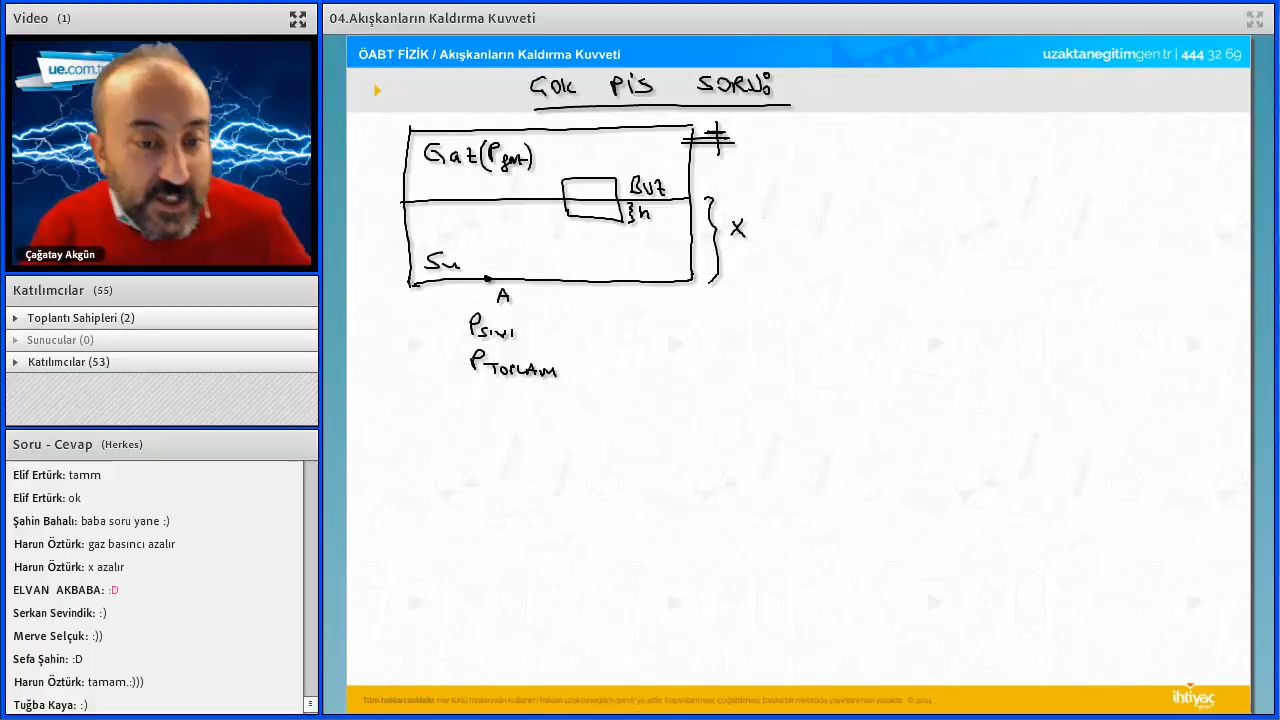 Video (1)
04.Akışkanların Kaldırma Kuvveti
ue.com.t
Çağatay Akgün
Katılımcılar (55)
Toplantı Sahipleri (2)
Sunucular (0)
Katılımcılar (53)
Soru - Cevap (Herkes)
Elif Ertürk: tamm
Elif Ertürk: ok
Şahin Bahalı: baba soru yane :)
Harun Öztürk: gaz basıncı azalır
Harun Öztürk: x azalır
ELVAN AKBABA: :D
Serkan Sevindik: :)
Merve Selçuk: :))
Sefa Şahin: :D
Harun Öztürk: tamam.:)))
Tuğba Kaya: :)
ÖABT FİZİK / Akışkanların Kaldırma Kuvveti
uzaktanegitimgen.tr | 444 32 69
ÇOK PİS SORU:
Gaz (Pgaz)
Buz
h
X
Su
A
PSIVI
PTOPLAM
ihtiyaç